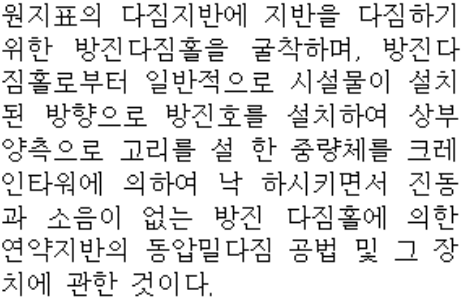 원지표의 다짐지반에 지반을 다짐하기
위한 방진다짐홀을 굴착하며, 방진다
짐홀로부터 일반적으로 시설물이 설치
된 방향으로 방진호를 설치하여 상부
양측으로 고리를 설 한 중량체를 크레
인타워에 의하여 낙 하시키면서 진동
과 소음이 없는 방진 다짐홀에 의한
연약지반의 동압밀다짐 공법 및 그 장
치에 관한 것이다.